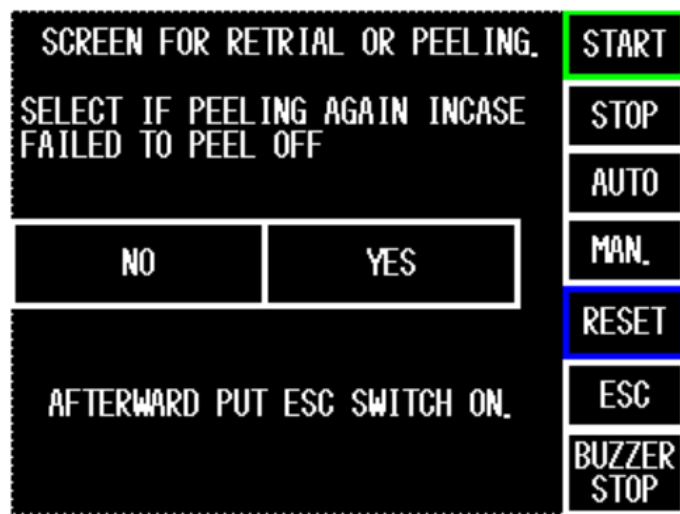 SCREEN FOR RETRIAL OR PEELING.
SELECT IF PEELING AGAIN INCASE
FAILED TO PEEL OFF
NO
YES
AFTERWARD PUT ESC SWITCH ON.
START
STOP
AUTO
MAN.
RESET
ESC
BUZZER
STOP